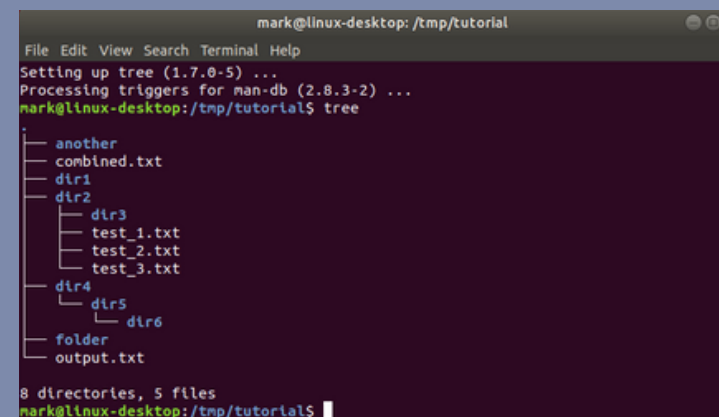 mark@linux-desktop: /tmp/tutorial
File Edit View Search Terminal Help
Setting up tree (1.7.0-5) ...
Processing triggers for man-db (2.8.3-2) ...
mark@linux-desktop:/tmp/tutorial$ tree
.
├── another
├── combined.txt
├── dir1
├── dir2
│   ├── dir3
│   ├── test_1.txt
│   ├── test_2.txt
│   └── test_3.txt
├── dir4
│   └── dir5
│       └── dir6
├── folder
└── output.txt
8 directories, 5 files
mark@linux-desktop:/tmp/tutorial$